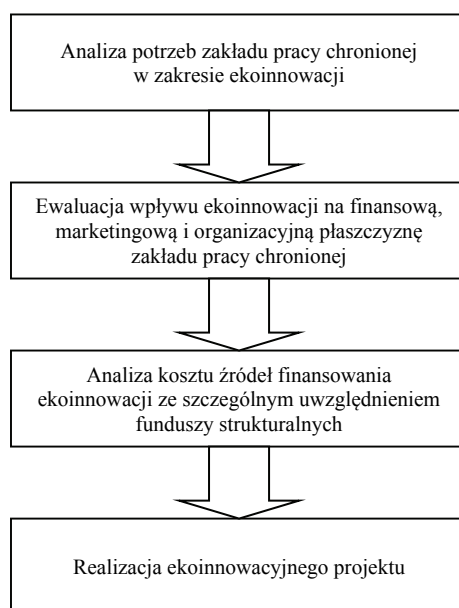 Analiza potrzeb zakładu pracy chronionej
w zakresie ekoinnowacji
Ewaluacja wpływu ekoinnowacji na finansową,
marketingową i organizacyjną płaszczyznę
zakładu pracy chronionej
Analiza kosztu źródeł finansowania
ekoinnowacji ze szczególnym uwzględnieniem
funduszy strukturalnych
Realizacja ekoinnowacyjnego projektu